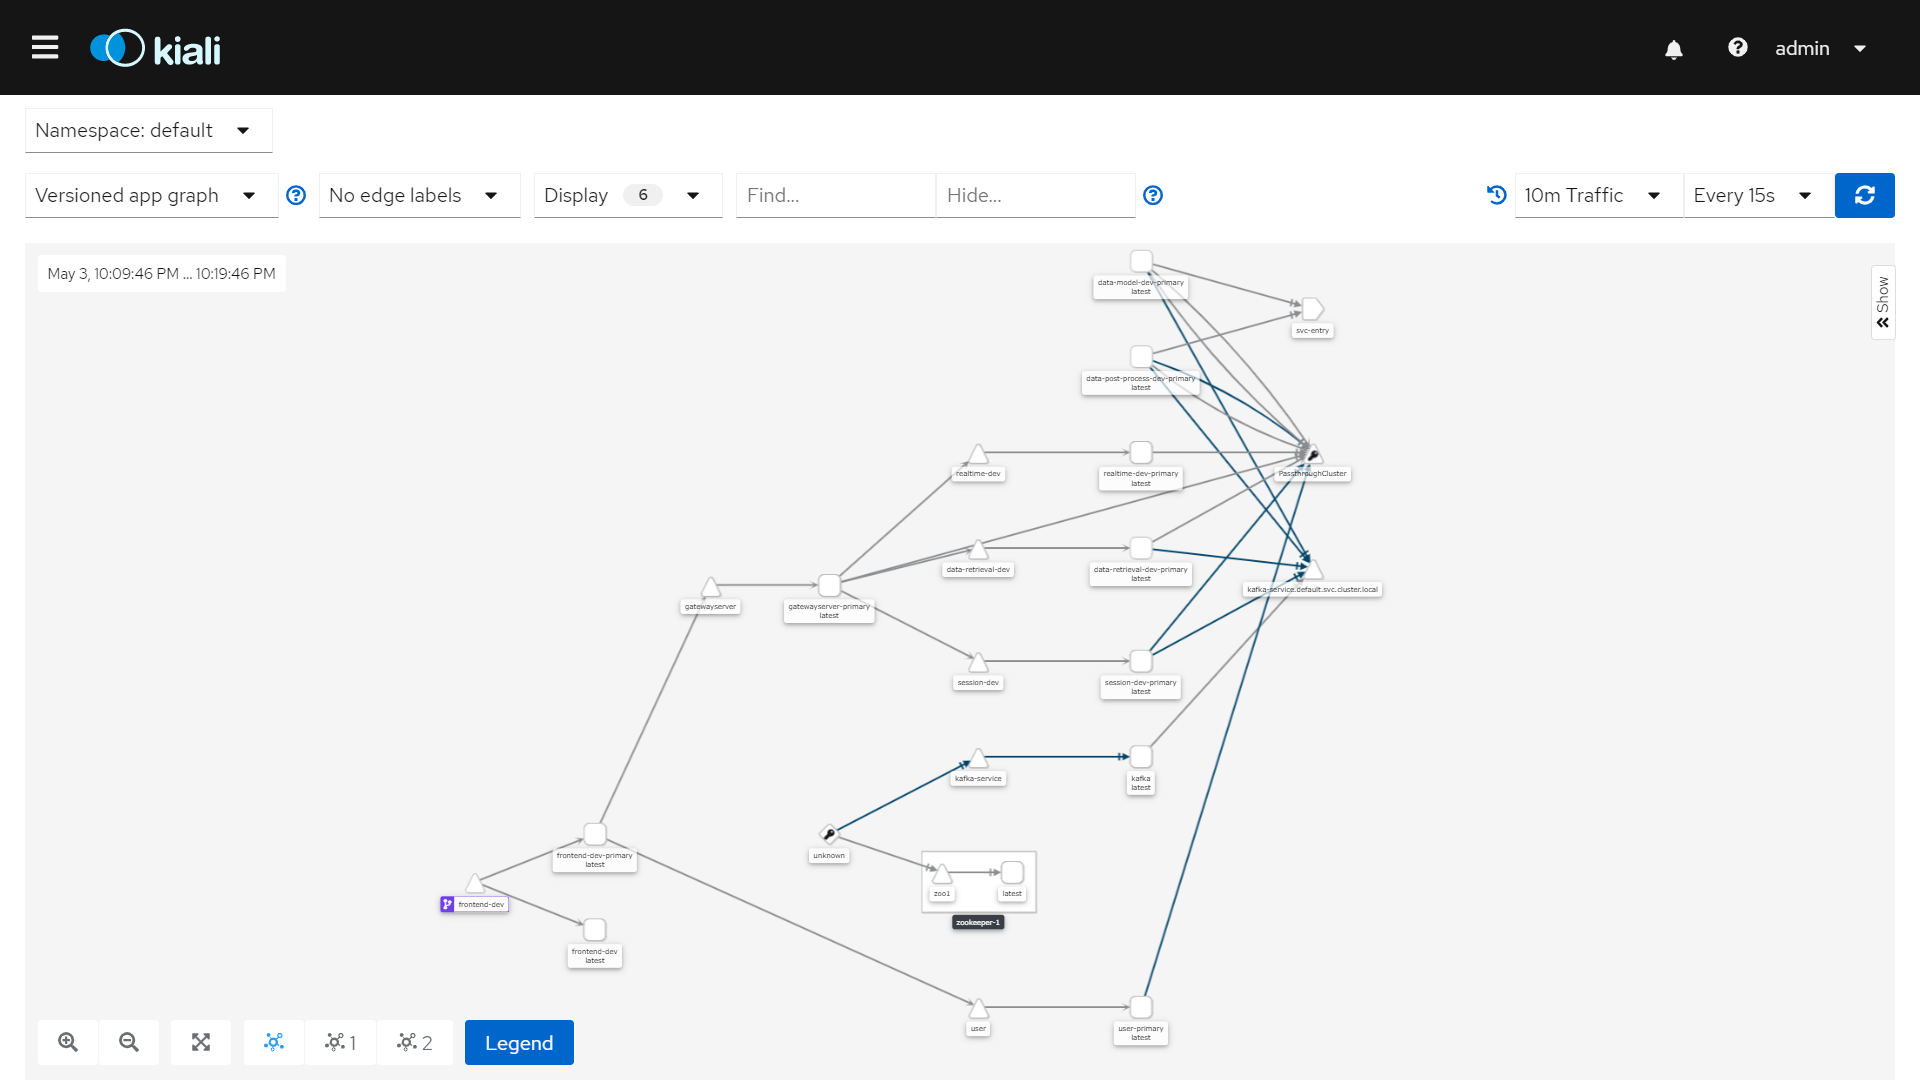 kiali
admin
Namespace: default
Versioned app graph
No edge labels
Display 6
Find...
Hide...
10m Traffic
Every 15s
May 3, 10:09:46 PM ... 10:19:46 PM
Show
data-model-dev-primary
latest
svc-entry
data-post-process-dev-primary
latest
realtime-dev
realtime-dev-primary
latest
PassthroughCluster
data-retrieval-dev
data-retrieval-dev-primary
latest
kafka-service.default.svc.cluster.local
gatewayserver
gatewayserver-primary
latest
session-dev
session-dev-primary
latest
kafka-service
kafka
latest
unknown
frontend-dev-primary
latest
zoo1
latest
zookeeper-1
frontend-dev
frontend-dev
latest
user
user-primary
latest
1
2
Legend